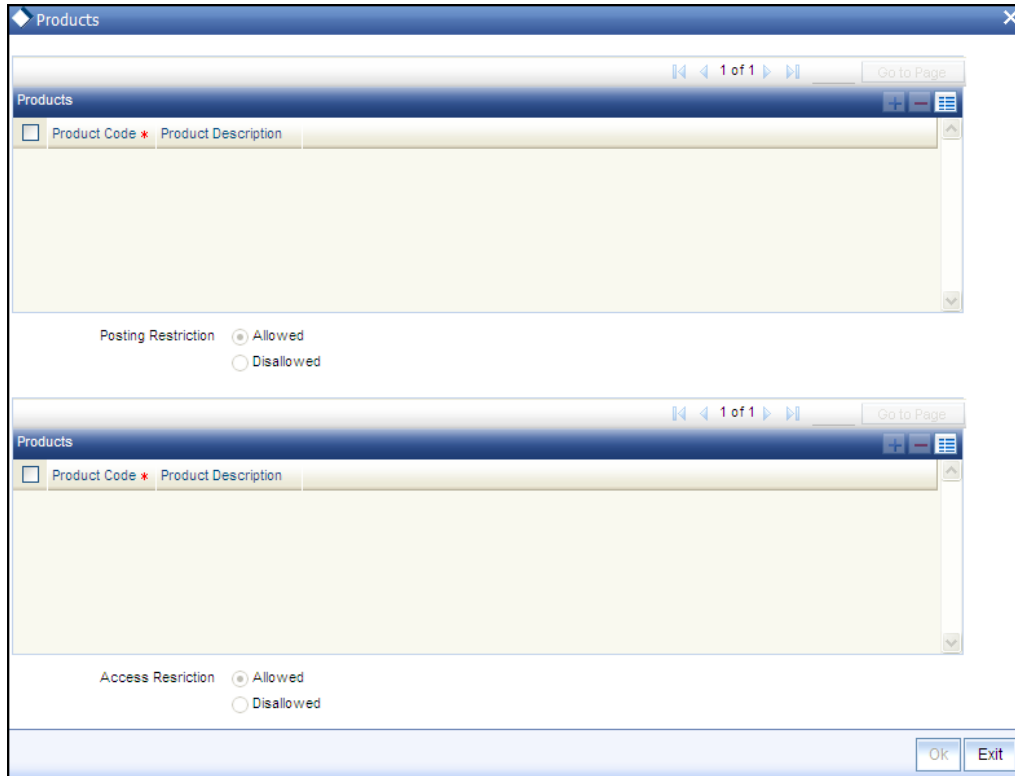 Products
1 of 1 Go to Page
Products
Product Code * Product Description
Posting Restriction Allowed
Disallowed
1 of 1 Go to Page
Products
Product Code * Product Description
Access Resriction Allowed
Disallowed
Ok Exit